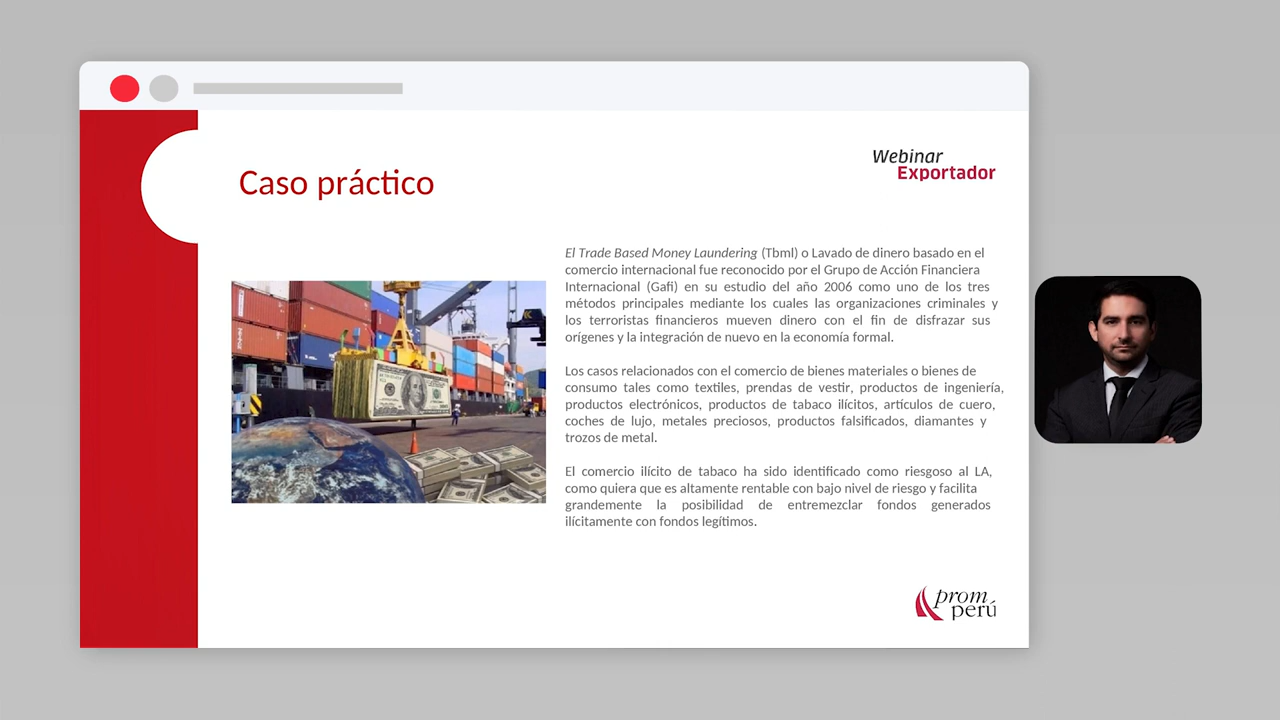 Webinar
Exportador
Caso práctico
El Trade Based Money Laundering (Tbml) o Lavado de dinero basado en el
comercio internacional fue reconocido por el Grupo de Acción Financiera
Internacional (Gafi) en su estudio del año 2006 como uno de los tres
métodos principales mediante los cuales las organizaciones criminales y
los terroristas financieros mueven dinero con el fin de disfrazar sus
orígenes y la integración de nuevo en la economía formal.
Los casos relacionados con el comercio de bienes materiales o bienes de
consumo tales como textiles, prendas de vestir, productos de ingeniería,
productos electrónicos, productos de tabaco ilícitos, artículos de cuero,
coches de lujo, metales preciosos, productos falsificados, diamantes y
trozos de metal.
El comercio ilícito de tabaco ha sido identificado como riesgoso al LA,
como quiera que es altamente rentable con bajo nivel de riesgo y facilita
grandemente la posibilidad de entremezclar fondos generados
ilícitamente con fondos legítimos.
prom
perú